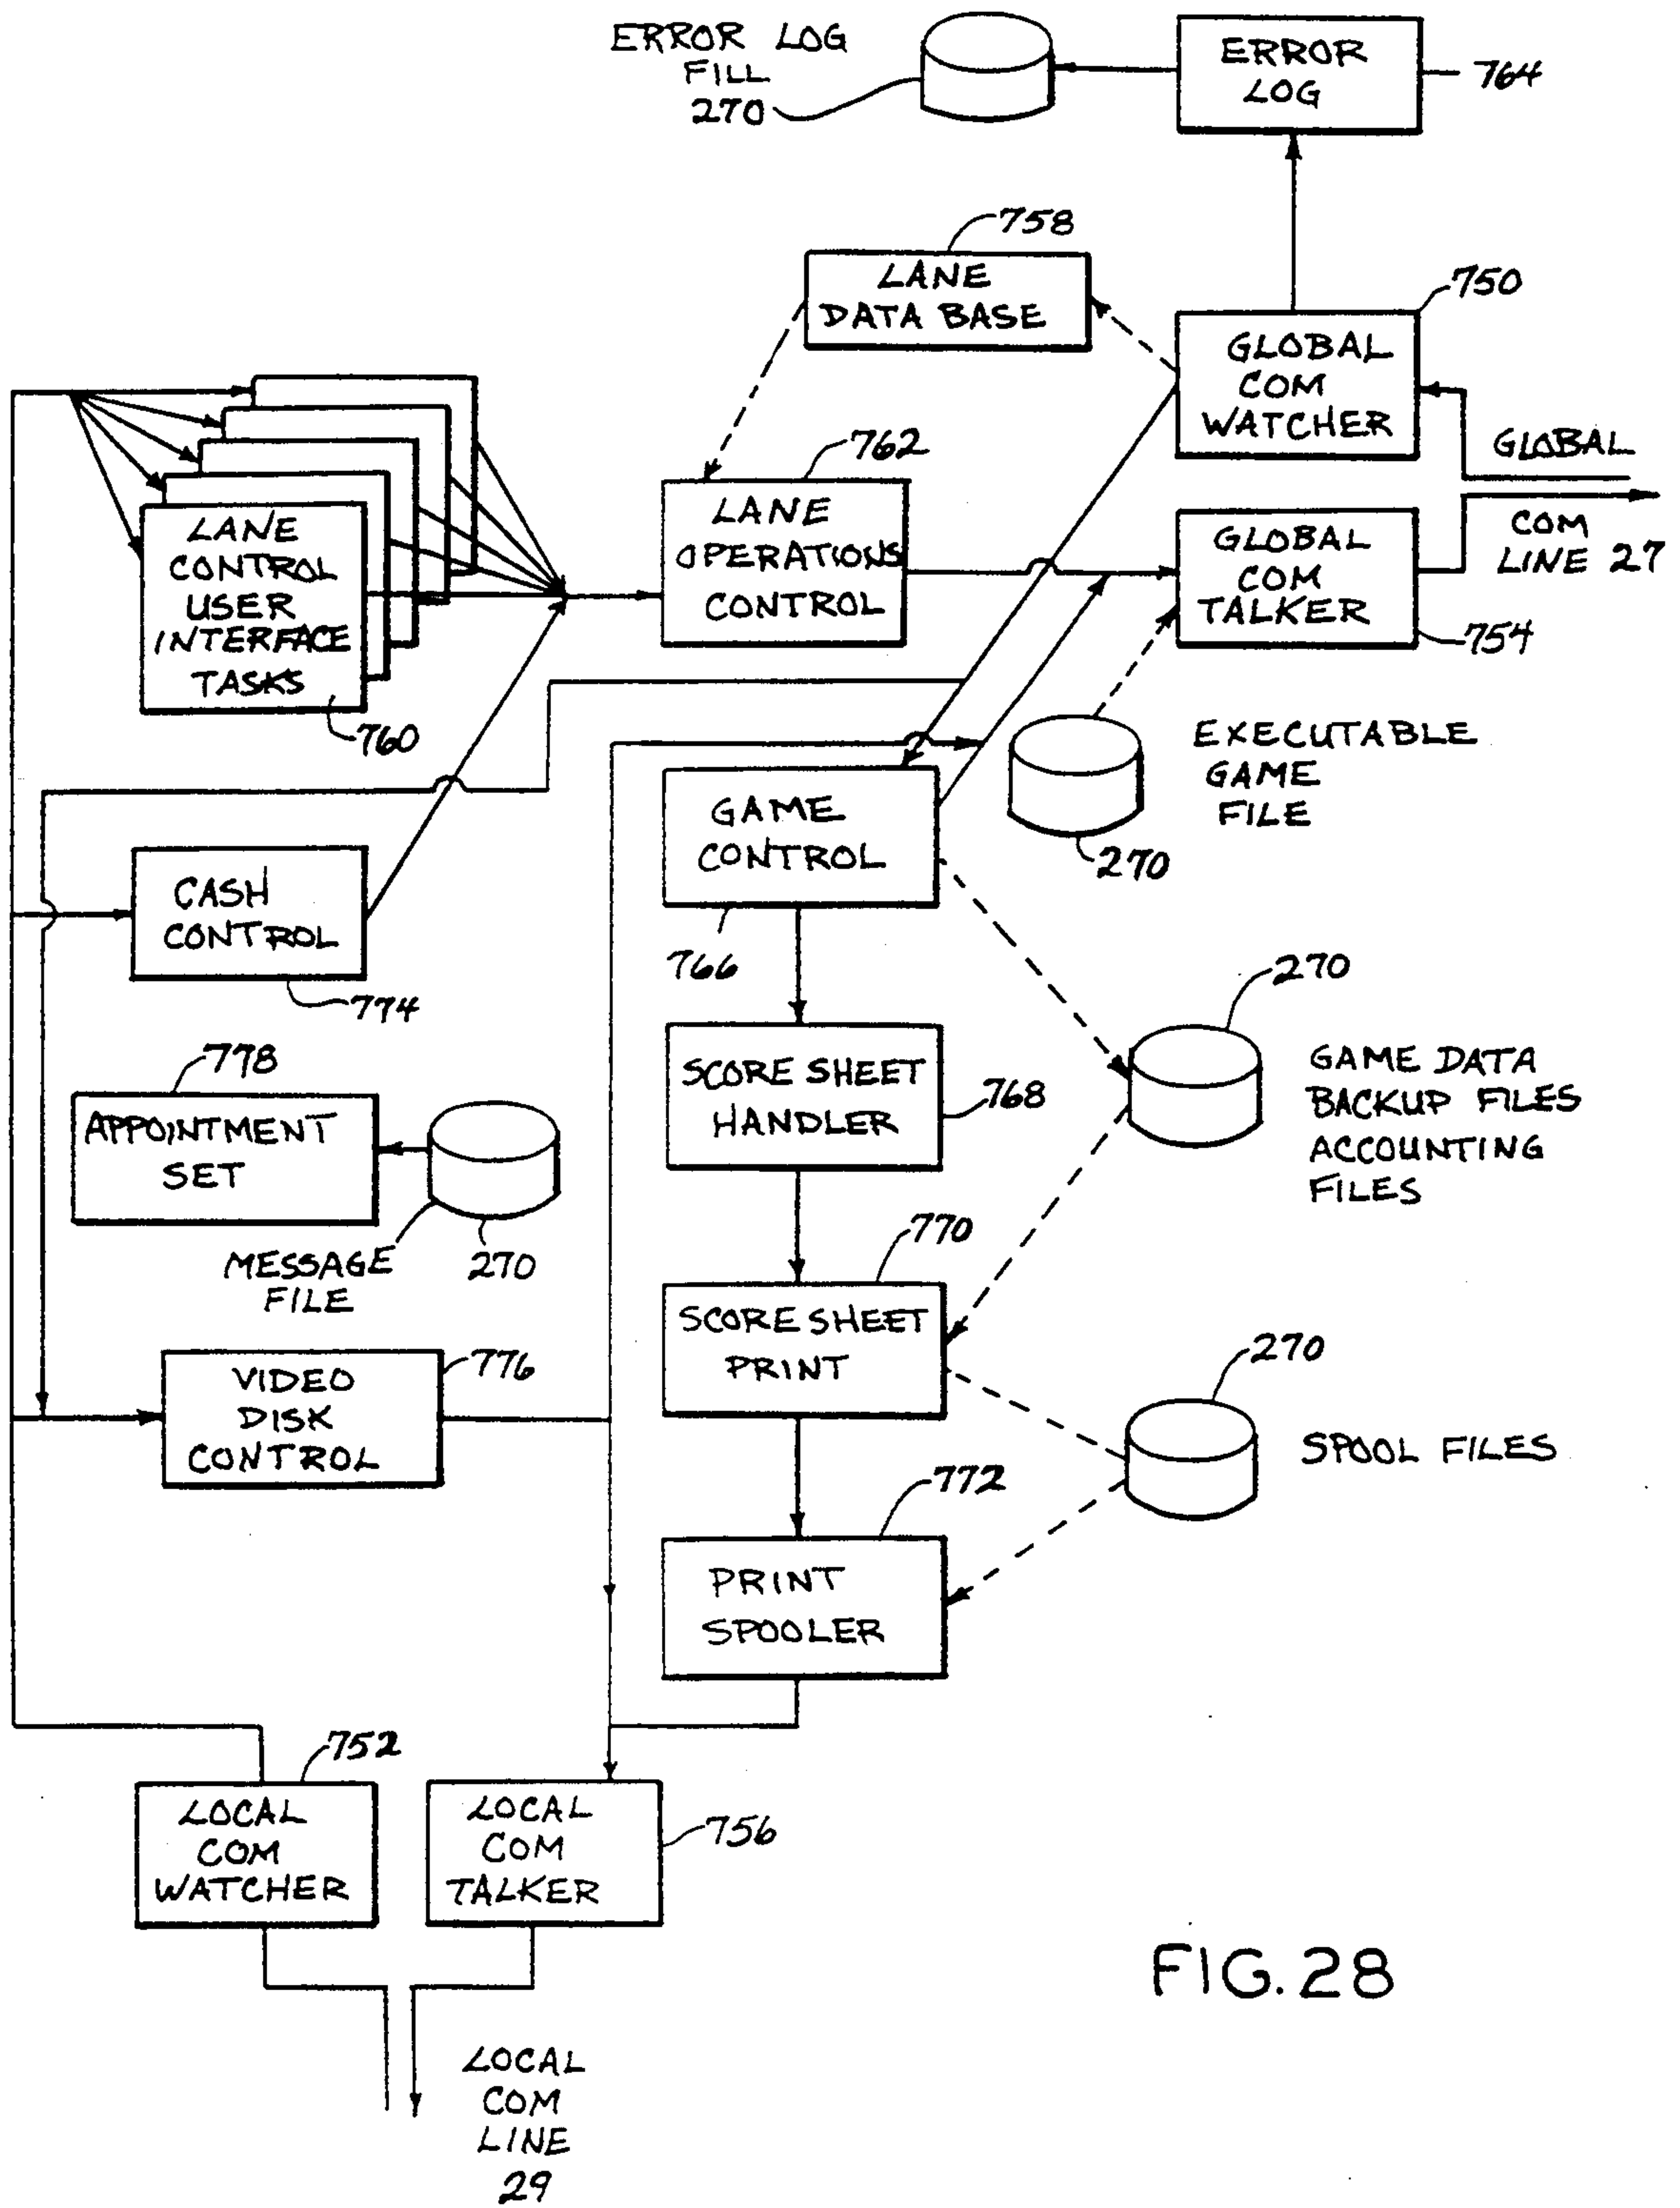 ERROR LOG
FILL
270
ERROR
LOG
764
758
LANE
DATA BASE
750
GLOBAL
COM
WATCHER
GLOBAL
COM
LINE 27
762
LANE
OPERATIONS
CONTROL
GLOBAL
COM
TALKER
754
LANE
CONTROL
USER
INTERFACE
TASKS
760
EXECUTABLE
GAME
FILE
270
GAME
CONTROL
766
CASH
CONTROL
774
270
GAME DATA
BACKUP FILES
ACCOUNTING
FILES
SCORE SHEET
HANDLER
768
778
APPOINTMENT
SET
MESSAGE
FILE
270
770
SCORE SHEET
PRINT
270
SPOOL FILES
776
VIDEO
DISK
CONTROL
772
PRINT
SPOOLER
752
LOCAL
COM
WATCHER
LOCAL
COM
TALKER
756
LOCAL
COM
LINE
29
FIG. 28